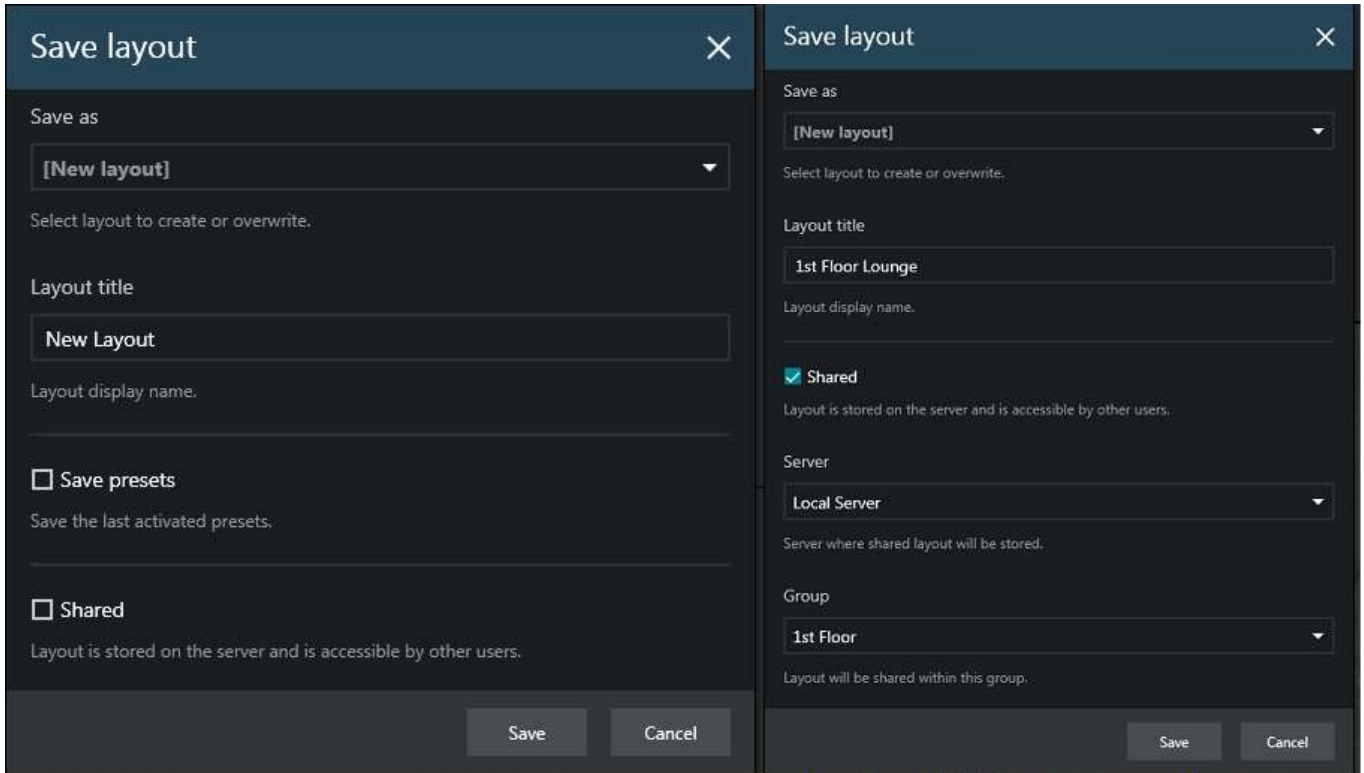 Save layout
Save as
[New layout]
Select layout to create or overwrite.
Layout title
New Layout
Layout display name.
Save presets
Save the last activated presets.
Shared
Layout is stored on the server and is accessible by other users.
Save
Cancel
Save layout
Save as
[New layout]
Select layout to create or overwrite.
Layout title
1st Floor Lounge
Layout display name.
Shared
Layout is stored on the server and is accessible by other users.
Server
Local Server
Server where shared layout will be stored.
Group
1st Floor
Layout will be shared within this group.
Save
Cancel